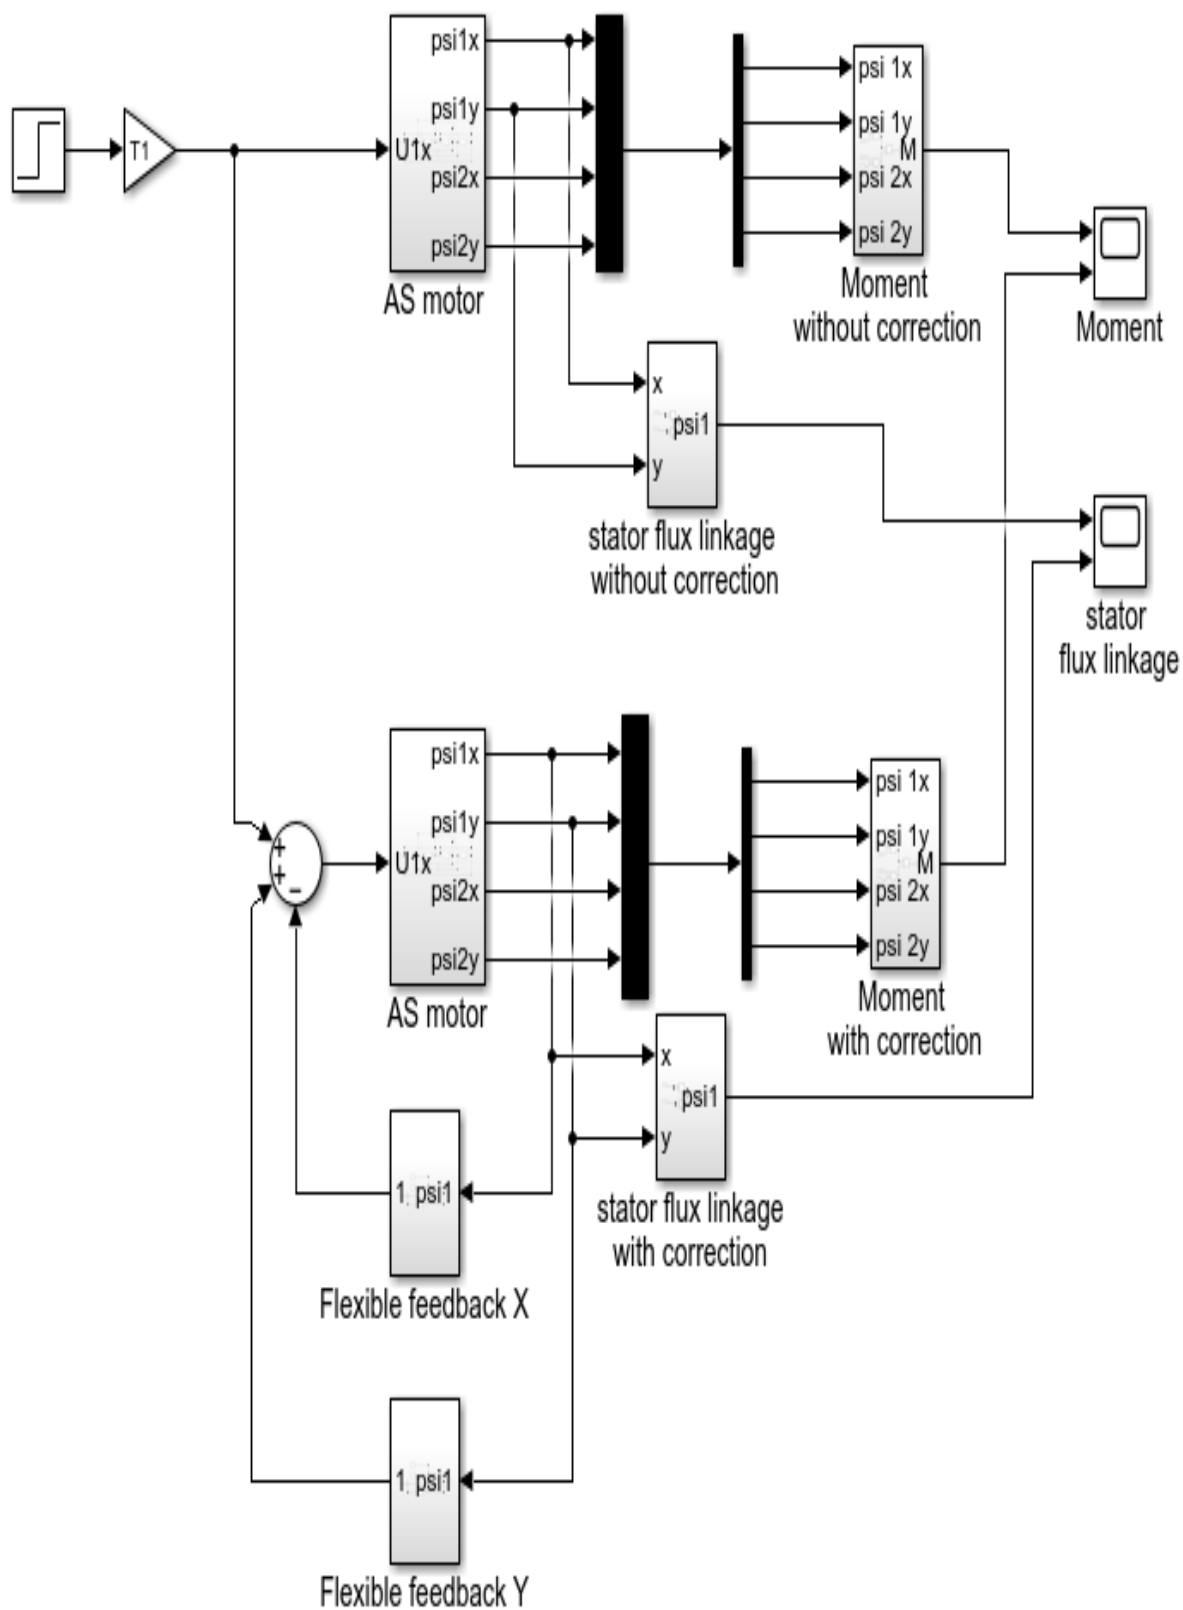 T1
U1x
psi1x
psi1y
psi2x
psi2y
AS motor
psi 1x
psi 1y
M
psi 2x
psi 2y
Moment
without correction
Moment
x
psi1
y
stator flux linkage
without correction
stator
flux linkage
+
+
−
U1x
psi1x
psi1y
psi2x
psi2y
AS motor
psi 1x
psi 1y
M
psi 2x
psi 2y
Moment
with correction
x
psi1
y
stator flux linkage
with correction
1 psi1
Flexible feedback X
1 psi1
Flexible feedback Y